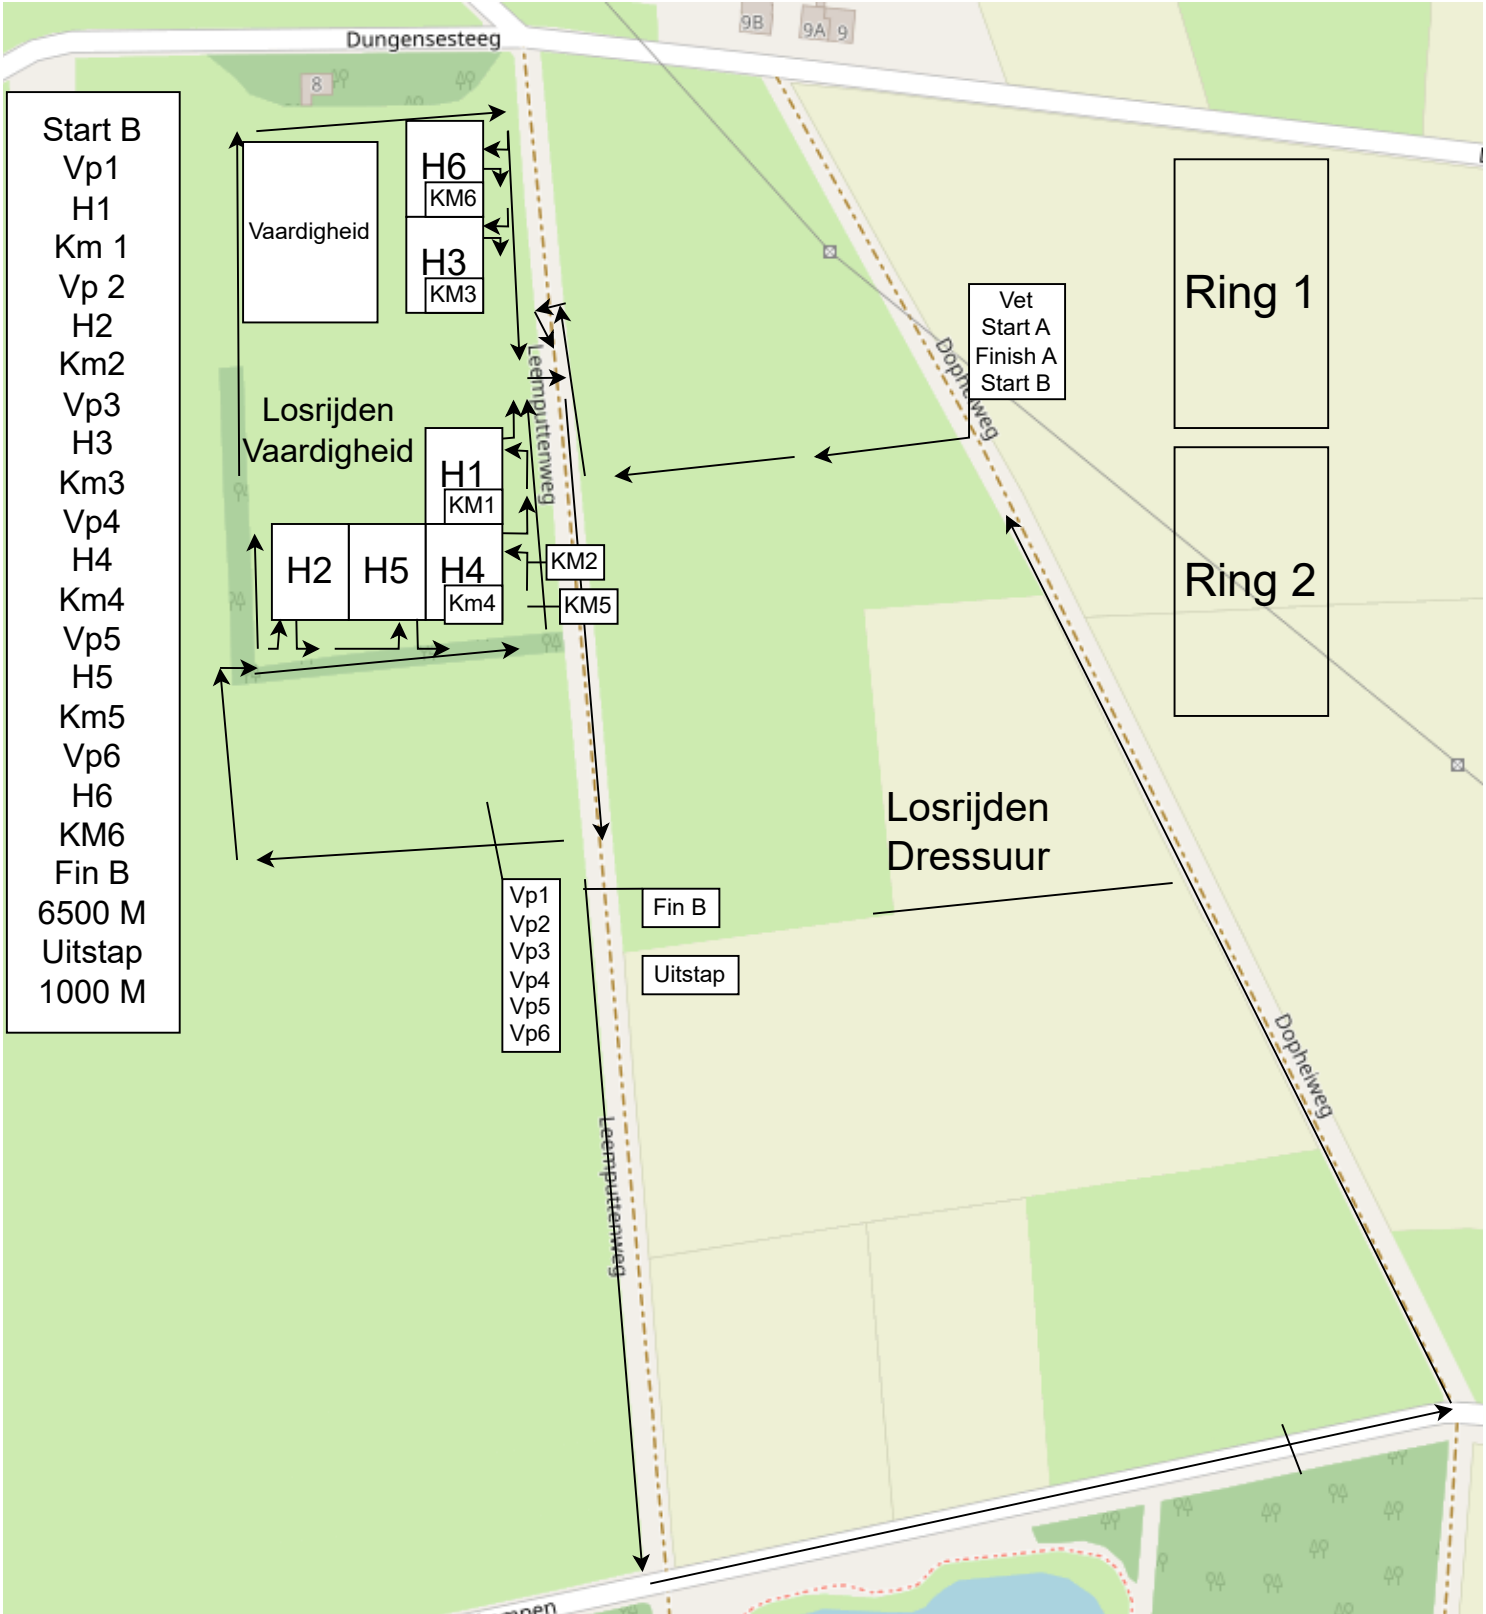 Dungensesteeg
9B
9A 9
8
Start B
Vp1
H1
Km 1
Vp 2
H2
Km2
Vp3
H3
Km3
Vp4
H4
Km4
Vp5
H5
Km5
Vp6
H6
KM6
Fin B
6500 M
Uitstap
1000 M
Vaardigheid
H6
KM6
H3
KM3
Losrijden
Vaardigheid
H1
KM1
H2
H5
H4
Km4
KM2
KM5
Leemputtenweg
Vet
Start A
Finish A
Start B
Dopheiweg
Ring 1
Ring 2
Losrijden
Dressuur
Vp1
Vp2
Vp3
Vp4
Vp5
Vp6
Fin B
Uitstap
Dopheiweg
Leemputtenweg